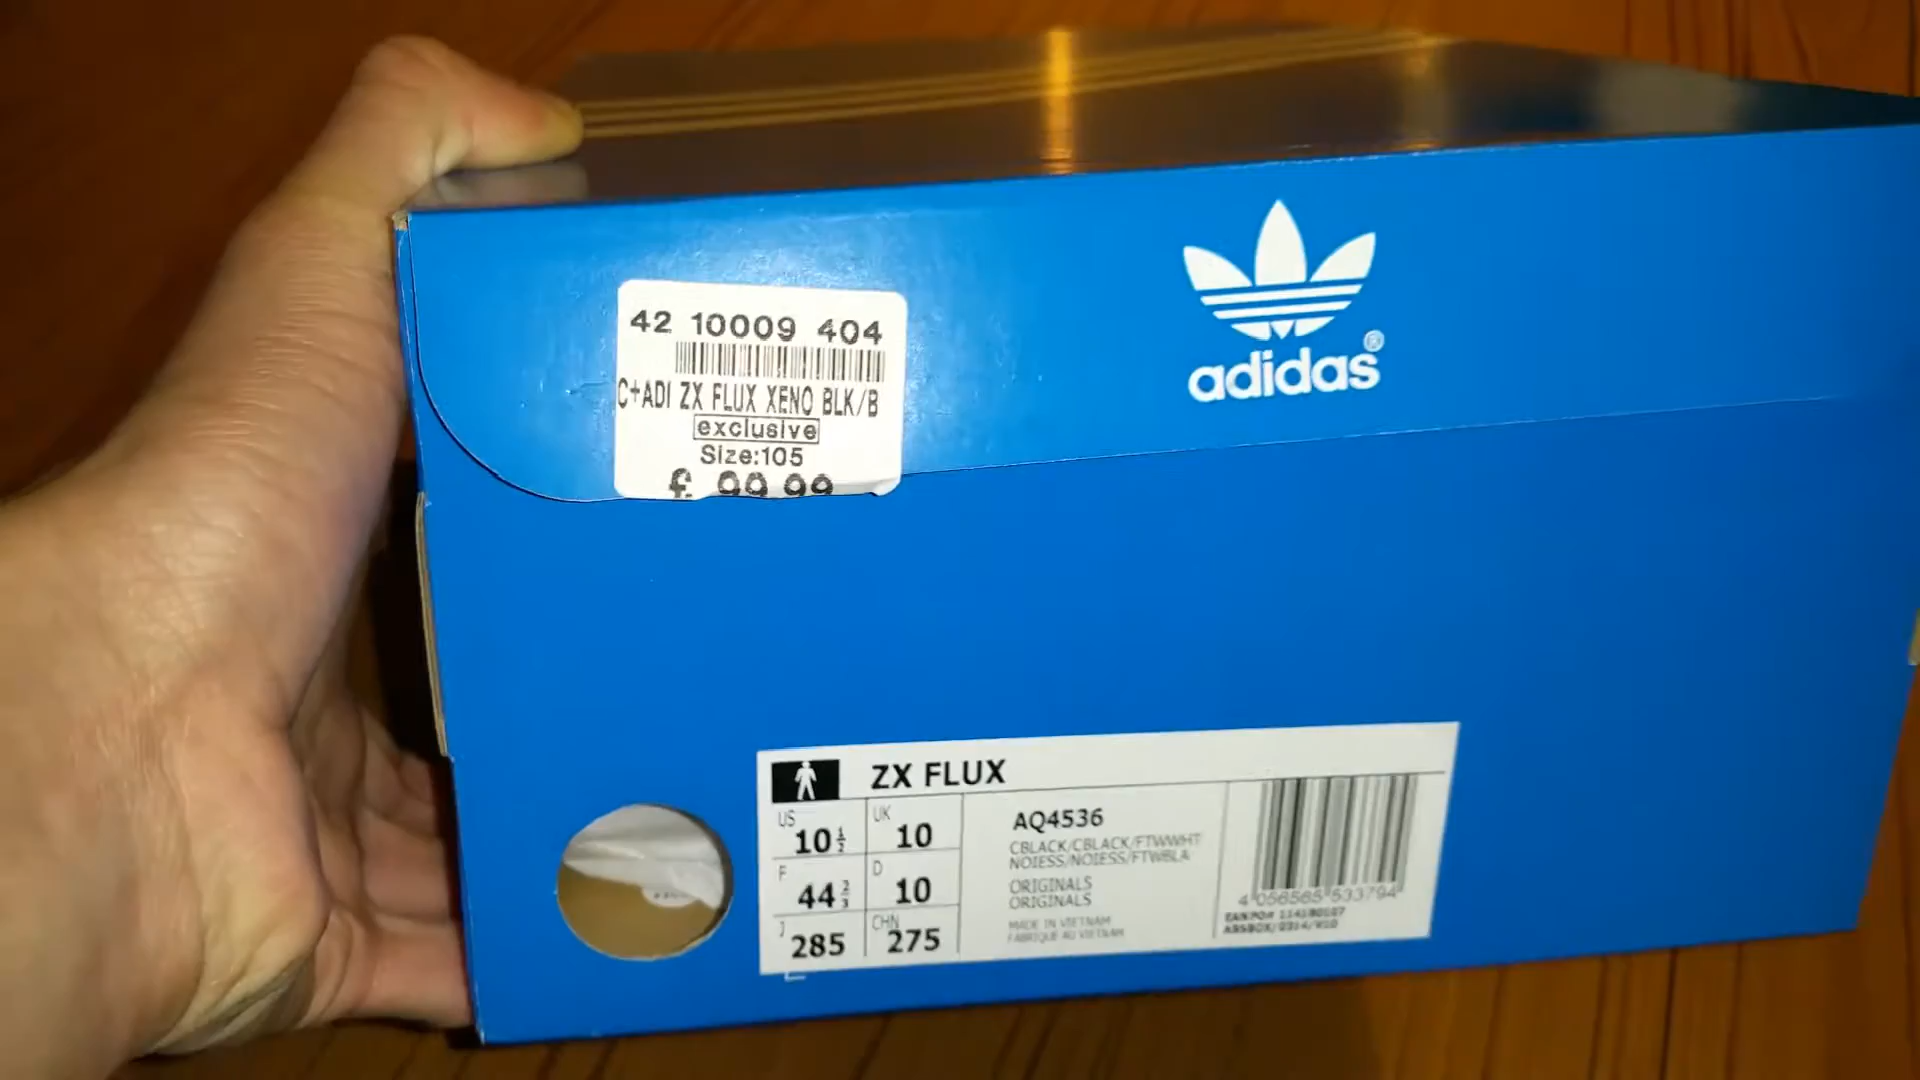 42 10009 404
C+ADI ZX FLUX XENO BLK/B
exclusive
Size:105
£ 99.99
adidas®
ZX FLUX
US 10½ UK 10
F 44⅔ D 10
J 285 CHN 275
AQ4536
CBLACK/CBLACK/FTWWHT
NOIESS/NOIESS/FTWBLA
ORIGINALS
ORIGINALS
MADE IN VIETNAM
FABRIQUE AU VIETNAM
4 056565 533794